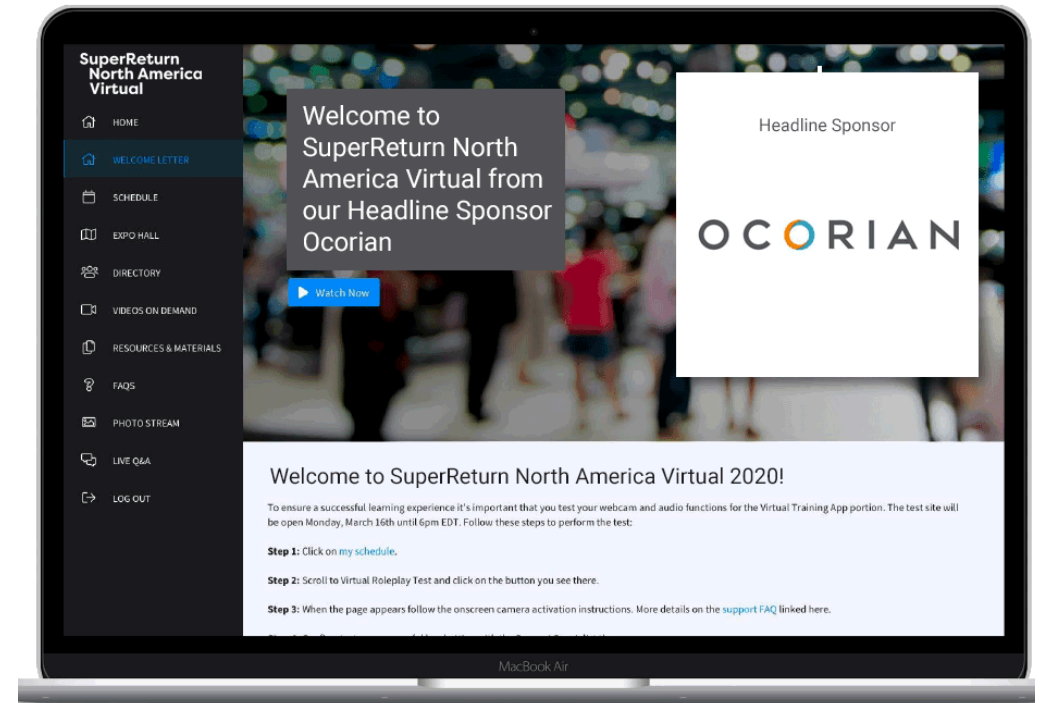 SuperReturn
North America
Virtual
HOME
WELCOME LETTER
SCHEDULE
EXPO HALL
DIRECTORY
VIDEOS ON DEMAND
RESOURCES & MATERIALS
FAQS
PHOTO STREAM
LIVE Q&A
LOG OUT
Welcome to
SuperReturn North
America Virtual from
our Headline Sponsor
Ocorian
Watch Now
Headline Sponsor
OCORIAN
Welcome to SuperReturn North America Virtual 2020!
To ensure a successful learning experience it's important that you test your webcam and audio functions for the Virtual Training App portion. The test site will
be open Monday, March 16th until 6pm EDT. Follow these steps to perform the test:
Step 1: Click on my schedule.
Step 2: Scroll to Virtual Roleplay Test and click on the button you see there.
Step 3: When the page appears follow the onscreen camera activation instructions. More details on the support FAQ linked here.
MacBook Air